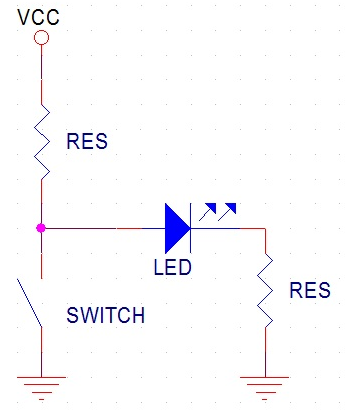 VCC
RES
LED
RES
SWITCH